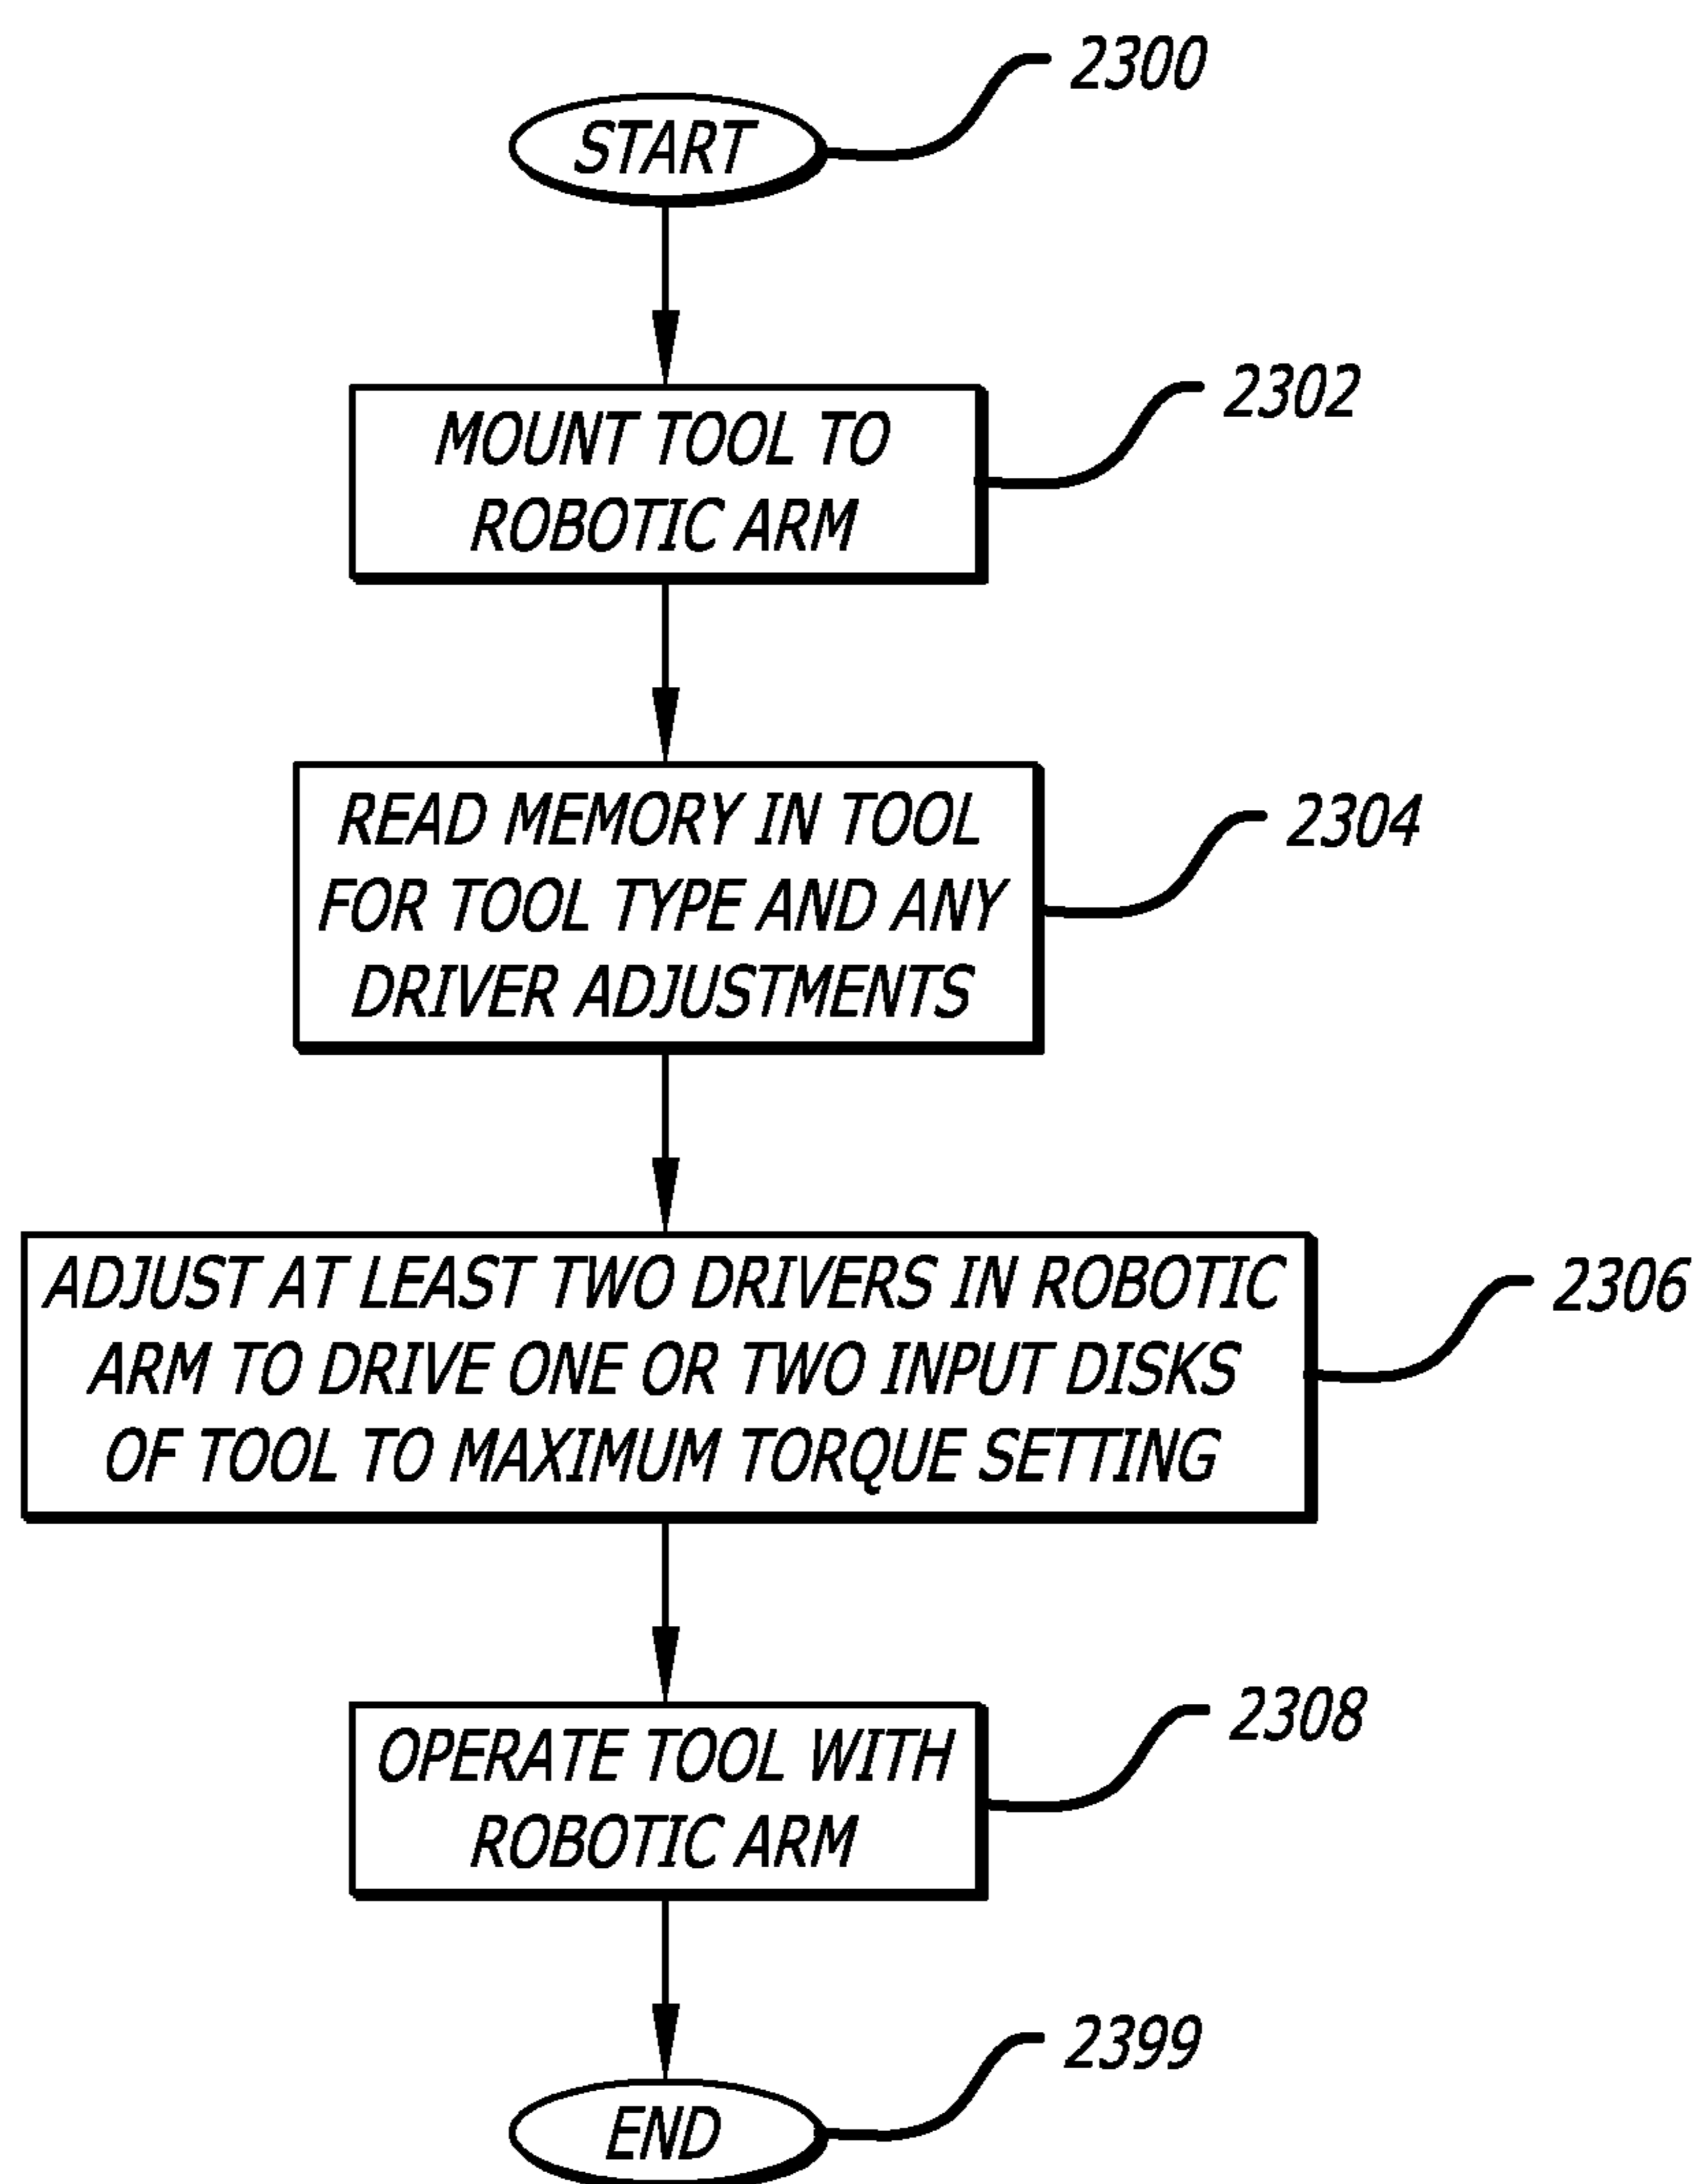 2300
START
2302
MOUNT TOOL TO
ROBOTIC ARM
2304
READ MEMORY IN TOOL
FOR TOOL TYPE AND ANY
DRIVER ADJUSTMENTS
2306
ADJUST AT LEAST TWO DRIVERS IN ROBOTIC
ARM TO DRIVE ONE OR TWO INPUT DISKS
OF TOOL TO MAXIMUM TORQUE SETTING
2308
OPERATE TOOL WITH
ROBOTIC ARM
2399
END